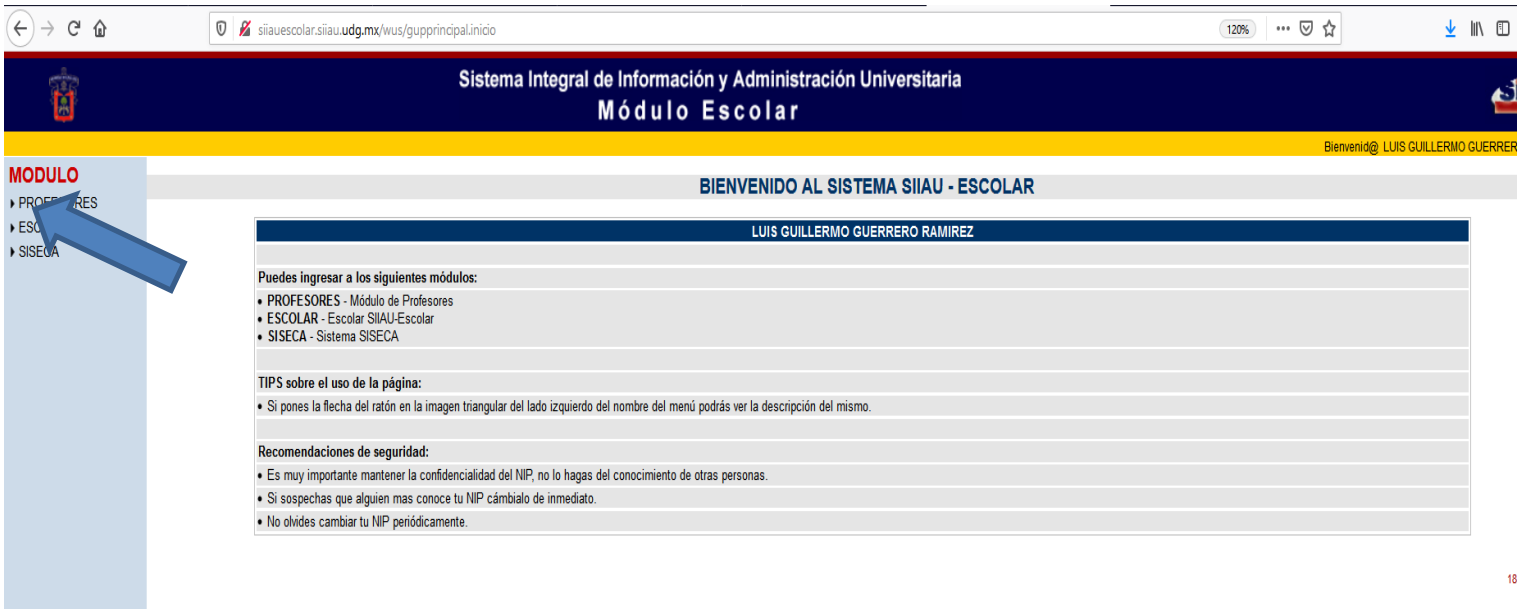 siiauescolar.siiau.udg.mx/wus/gupprincipal.inicio
120%
Sistema Integral de Información y Administración Universitaria
Módulo Escolar
Bienvenid@ LUIS GUILLERMO GUERRER
MODULO
PROFESORES
SISECA
BIENVENIDO AL SISTEMA SIIAU - ESCOLAR
LUIS GUILLERMO GUERRERO RAMIREZ
Puedes ingresar a los siguientes módulos:
• PROFESORES - Módulo de Profesores
• ESCOLAR - Escolar SIIAU-Escolar
• SISECA - Sistema SISECA
TIPS sobre el uso de la página:
• Si pones la flecha del ratón en la imagen triangular del lado izquierdo del nombre del menú podrás ver la descripción del mismo.
Recomendaciones de seguridad:
• Es muy importante mantener la confidencialidad del NIP, no lo hagas del conocimiento de otras personas.
• Si sospechas que alguien mas conoce tu NIP cámbialo de inmediato.
• No olvides cambiar tu NIP periódicamente.
18